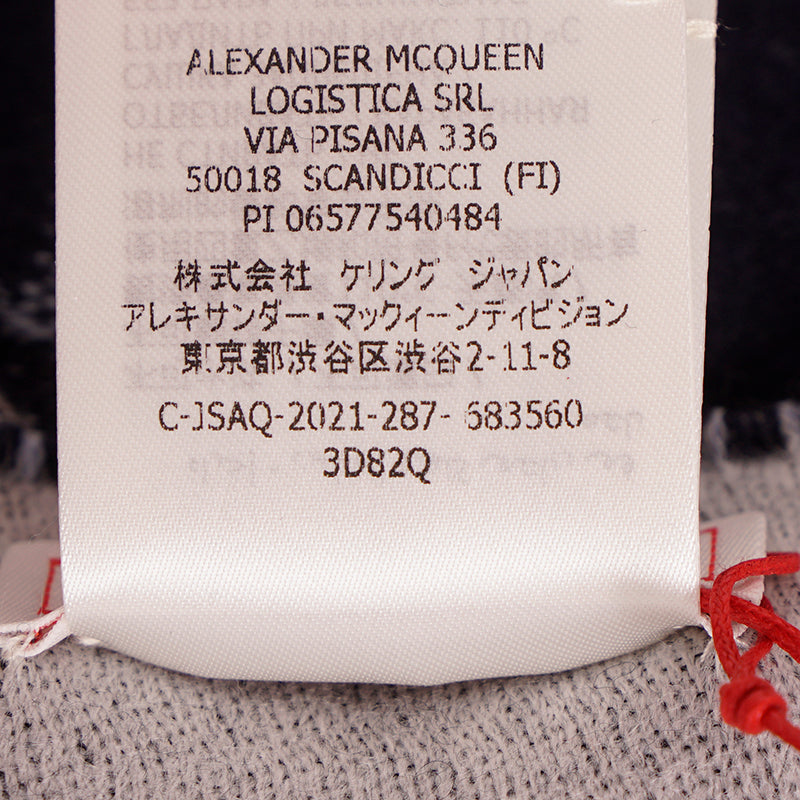 ALEXANDER MCQUEEN
LOGISTICA SRL
VIA PISANA 336
50018 SCANDICCI (FI)
PI 06577540484
株式会社 ケリング ジャパン
アレキサンダー・マックィーンディビジョン
東京都渋谷区渋谷2-11-8
C-JSAQ-2021-287- 683560
3D82Q